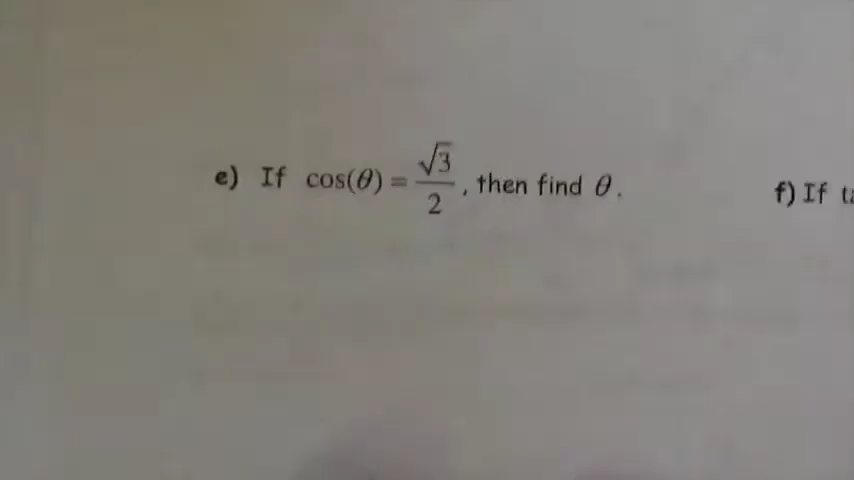 e) If cos(θ) = √3/2, then find θ.
f) If